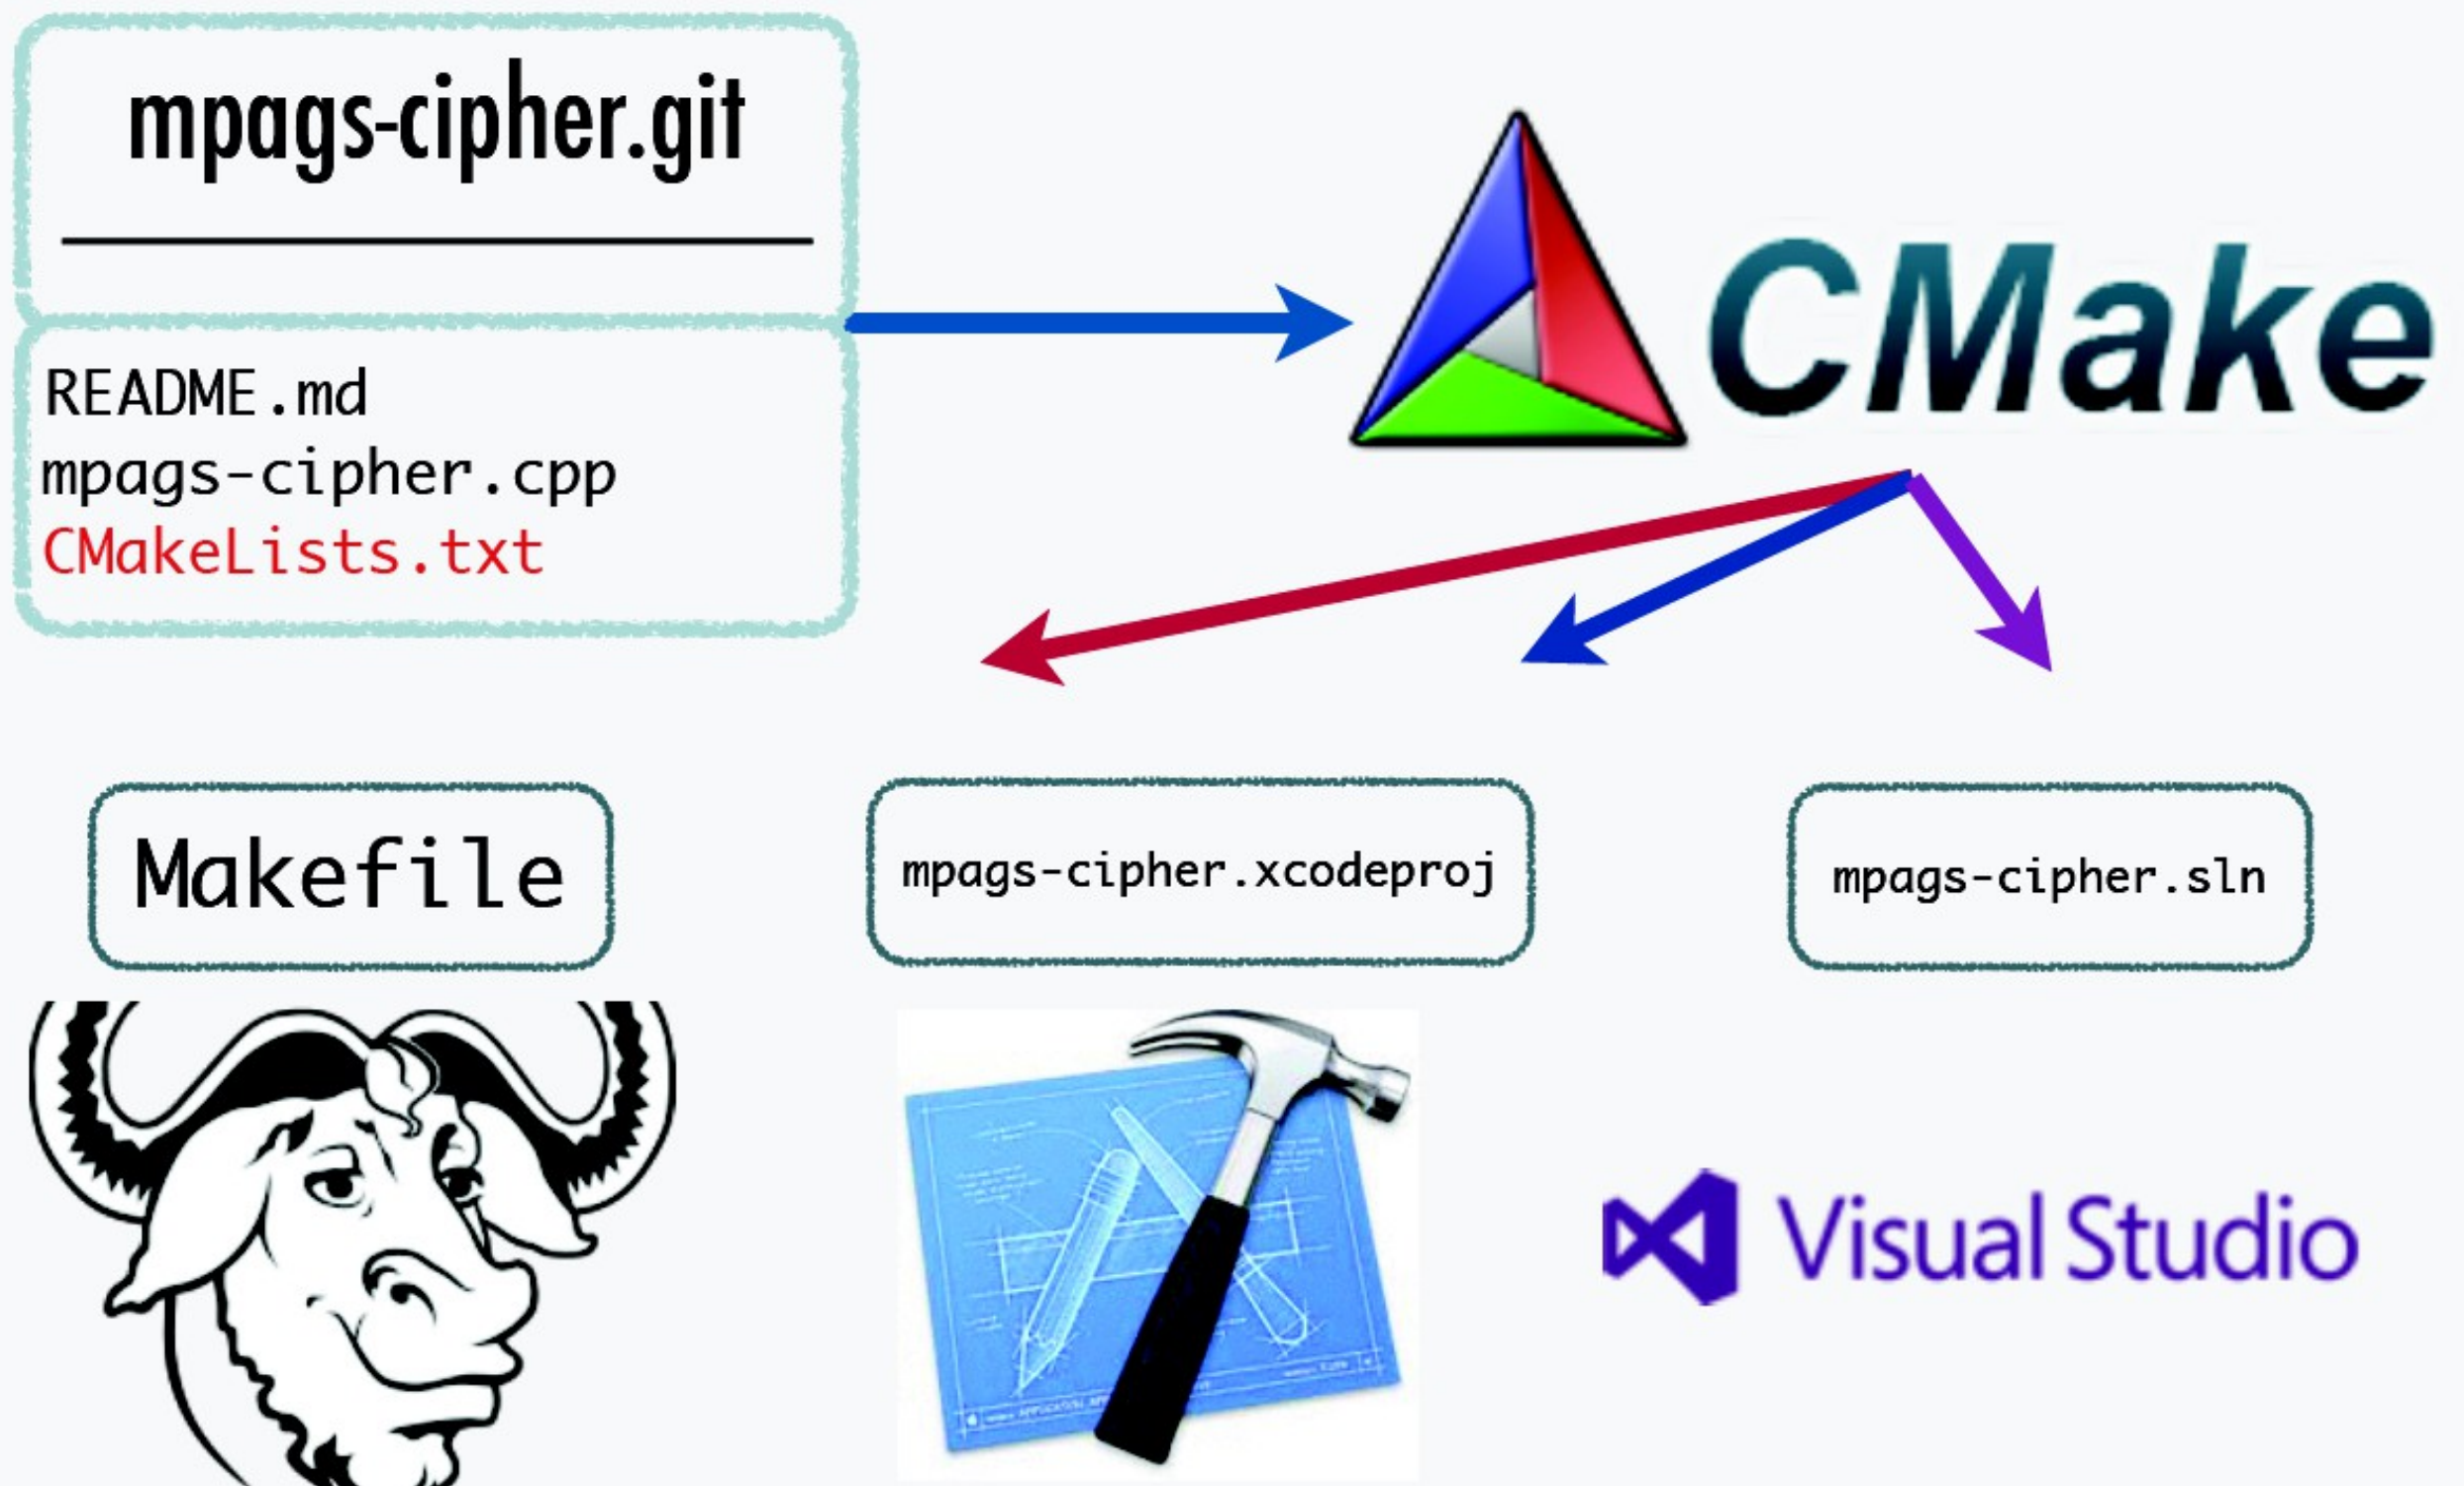 mpags-cipher.git
README.md
mpags-cipher.cpp
CMakeLists.txt
CMake
Makefile
mpags-cipher.xcodeproj
mpags-cipher.sln
Visual Studio